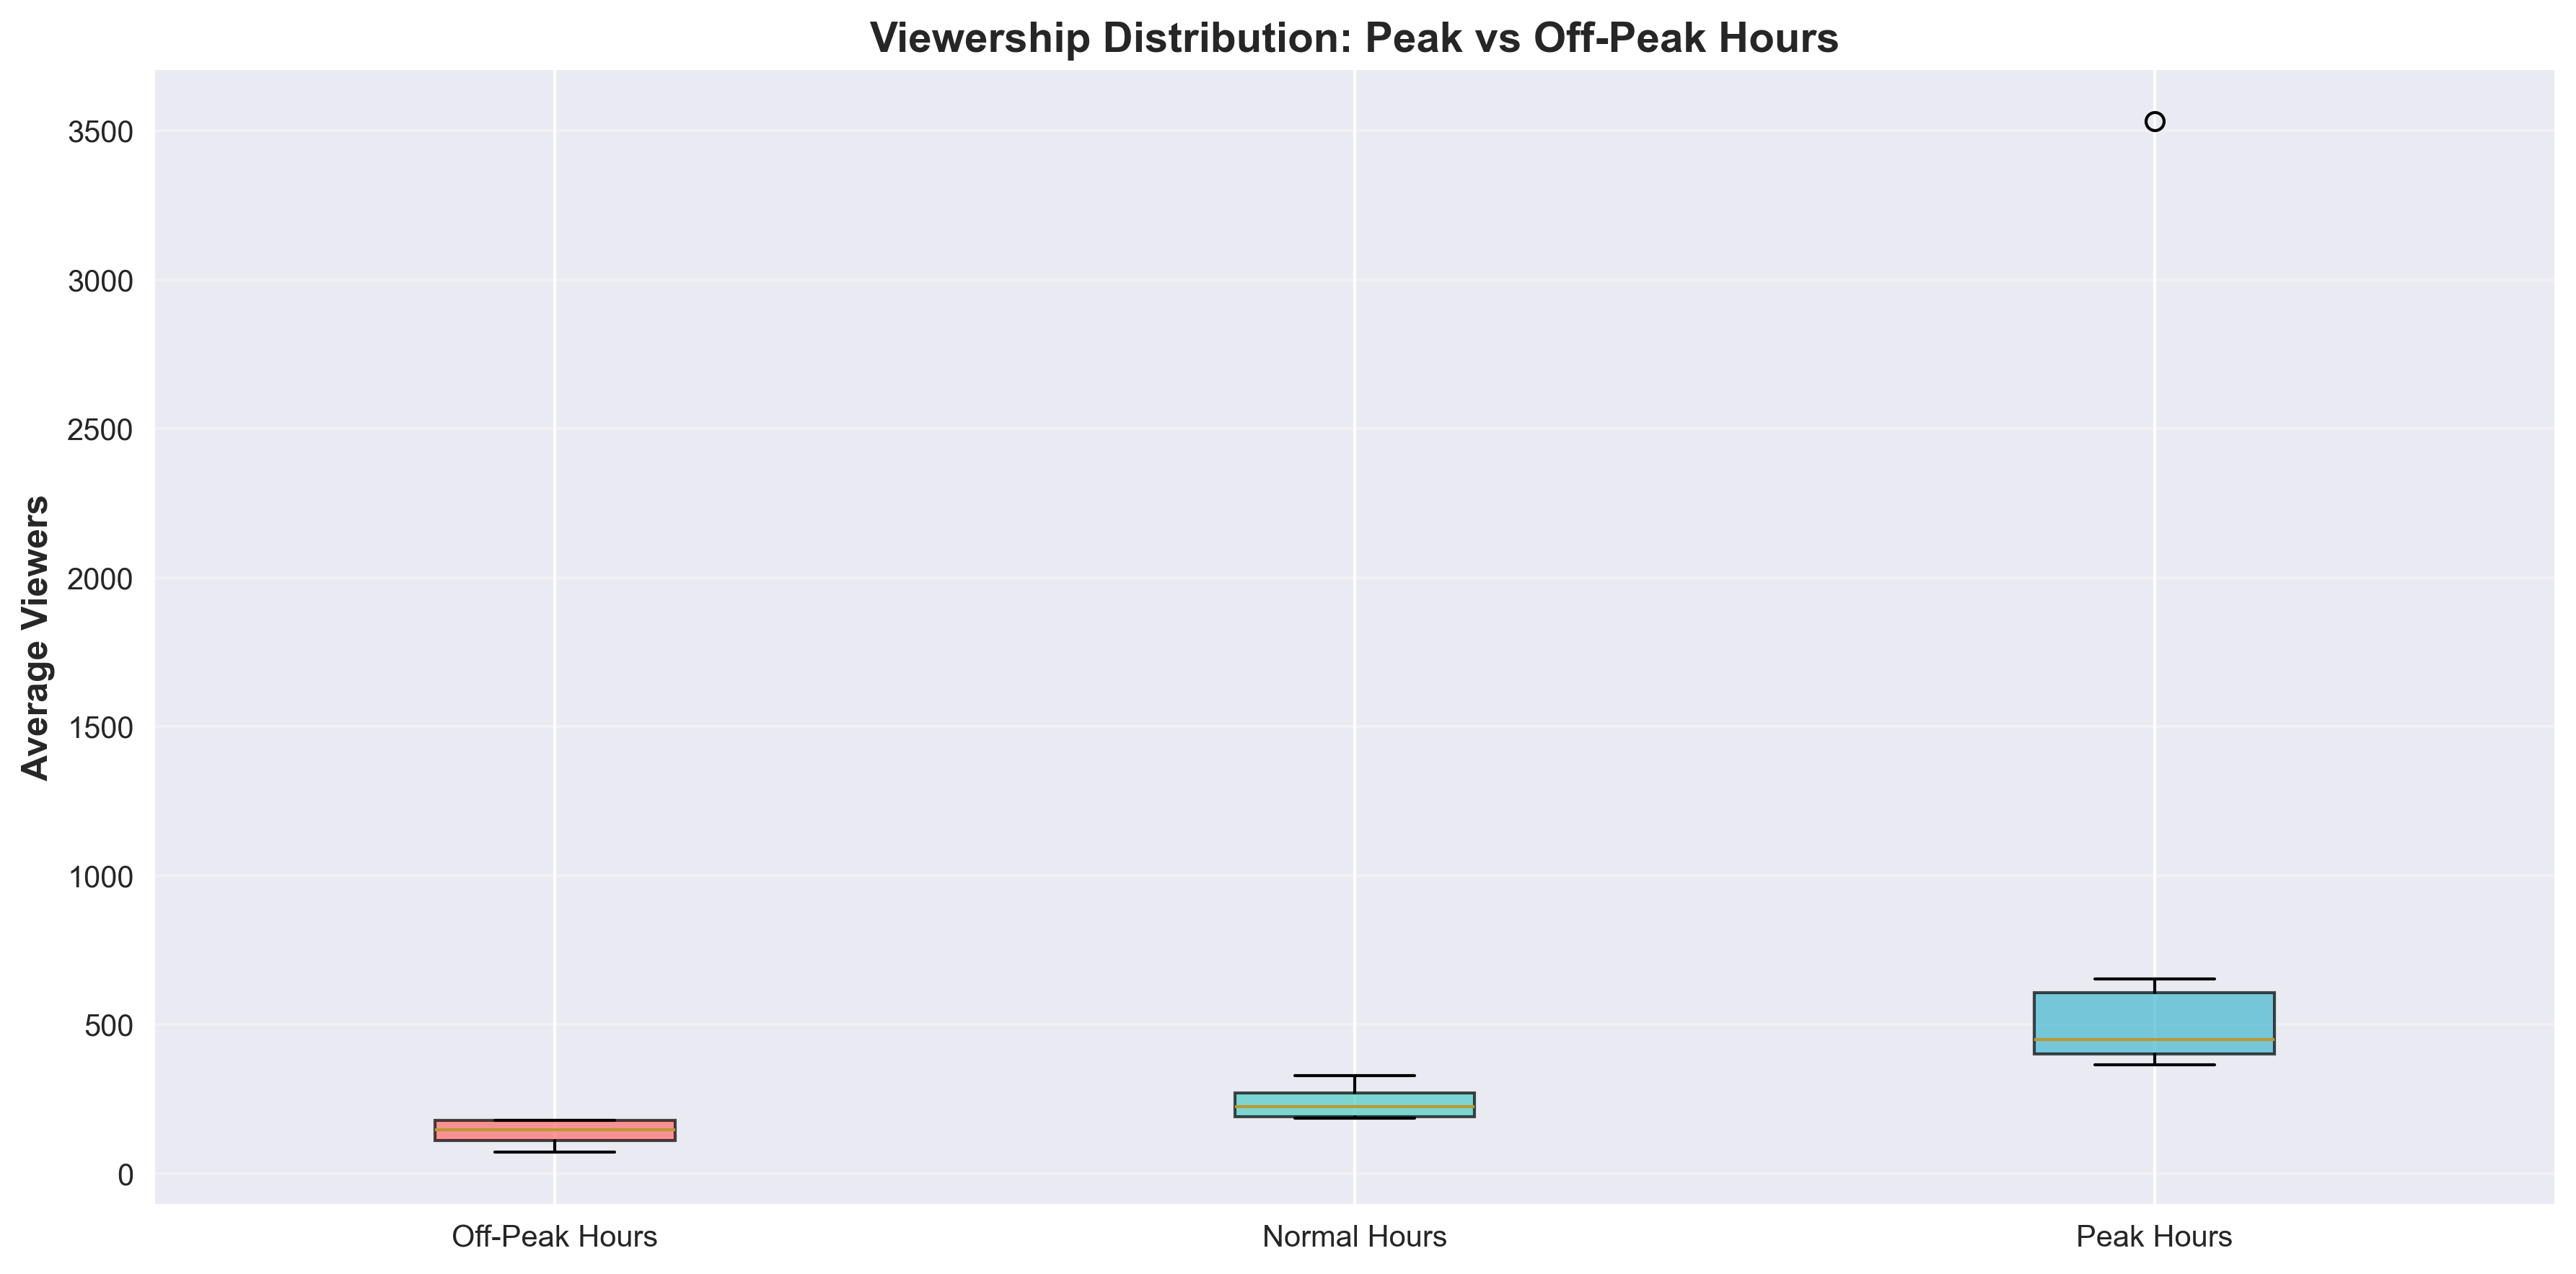 Viewership Distribution: Peak vs Off-Peak Hours
Average Viewers
3500
3000
2500
2000
1500
1000
500
0
Off-Peak Hours
Normal Hours
Peak Hours